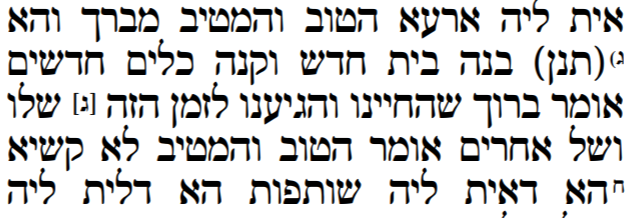 אית ליה ארעא הטוב והמטיב מברך והא
ג) (תנן) בנה בית חדש וקנה כלים חדשים
אומר ברוך שהחיינו והגיענו לזמן הזה [ג] שלו
ושל אחרים אומר הטוב והמטיב לא קשיא
ח הא דאית ליה שותפות הא דלית ליה